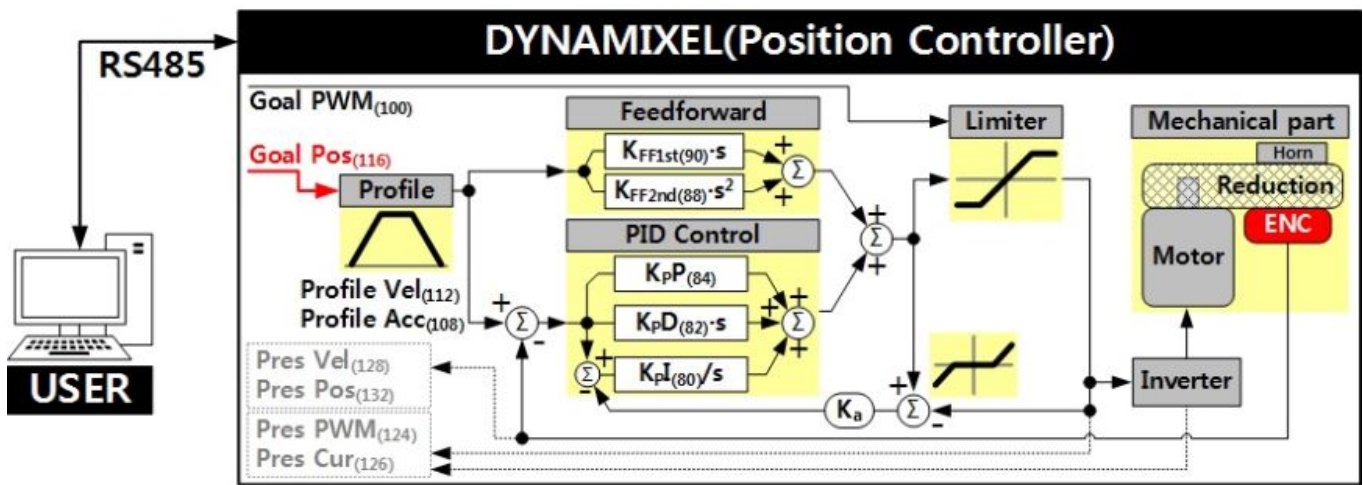 DYNAMIXEL(Position Controller)
RS485
Goal PWM(100)
Feedforward
Limiter
Mechanical part
Horn
Goal Pos(116)
KFF1st(90)·s
+
Σ
Profile
KFF2nd(88)·s²
+
Reduction
ENC
PID Control
+
Σ
+
Motor
KPP(84)
Profile Vel(112)
Profile Acc(108)
+
Σ
-
KPD(82)·s
+
+
Σ
+
Pres Vel(128)
Pres Pos(132)
+
Σ
-
KPI(80)/s
Inverter
USER
Ka
+
Σ
-
Pres PWM(124)
Pres Cur(126)